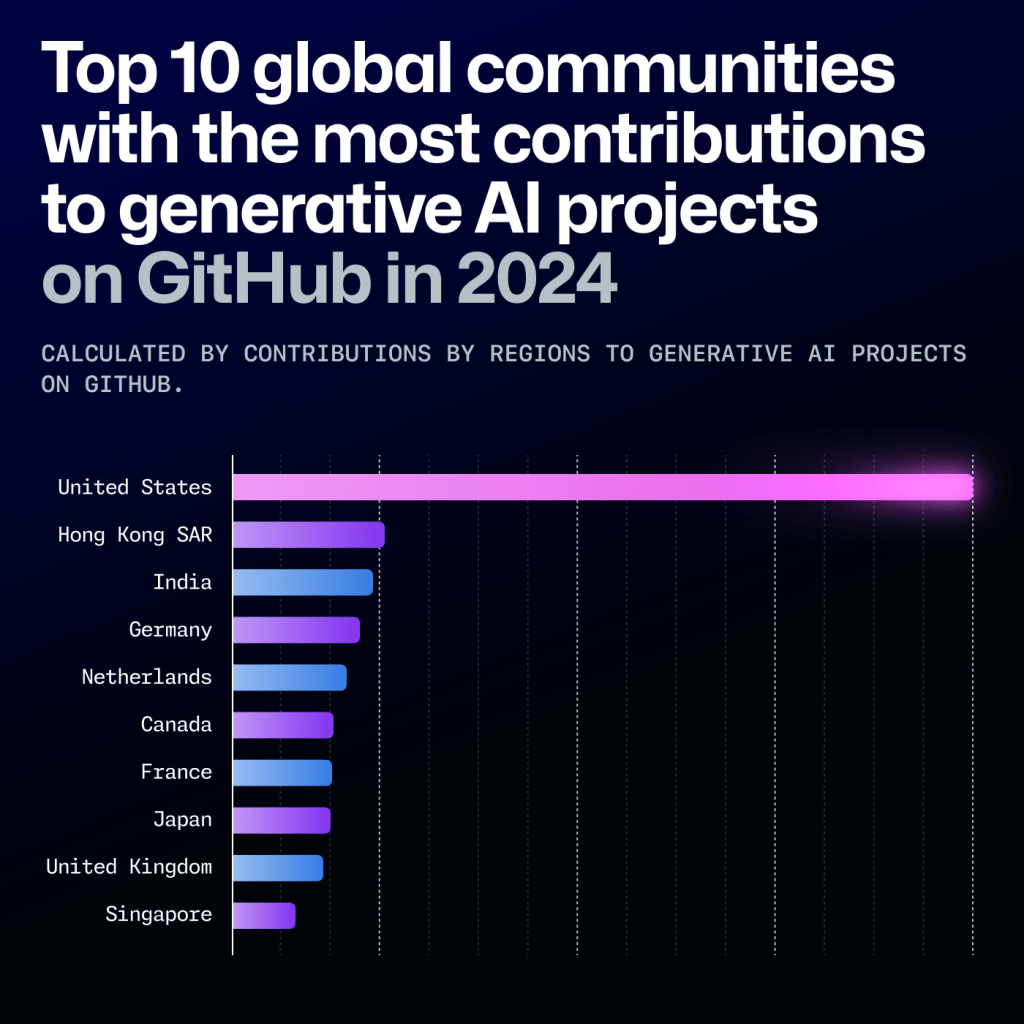 Top 10 global communities
with the most contributions
to generative AI projects
on GitHub in 2024
CALCULATED BY CONTRIBUTIONS BY REGIONS TO GENERATIVE AI PROJECTS
ON GITHUB.
United States
Hong Kong SAR
India
Germany
Netherlands
Canada
France
Japan
United Kingdom
Singapore